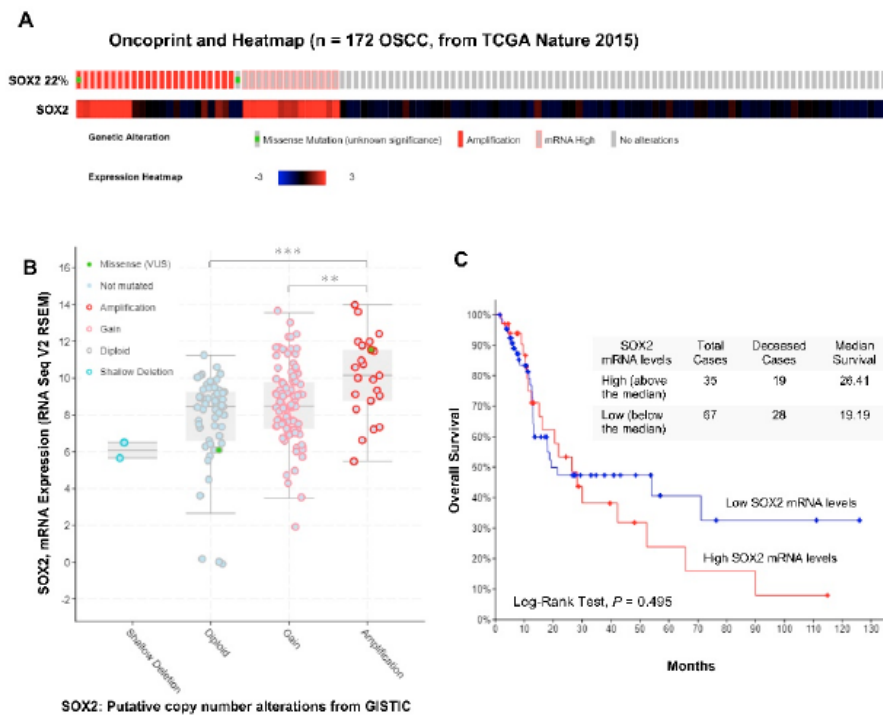 A
Oncoprint and Heatmap (n = 172 OSCC, from TCGA Nature 2015)
SOX2 22%
SOX2
Genetic Alteration
Missense Mutation (unknown significance)
Amplification
mRNA High
No alterations
Expression Heatmap
-3
3
B
SOX2, mRNA Expression (RNA Seq V2 RSEM)
Missense (VUS)
Not mutated
Amplification
Gain
Diploid
Shallow Deletion
***
**
16
14
12
10
8
6
4
2
0
-2
Shallow Deletion
Diploid
Gain
Amplification
SOX2: Putative copy number alterations from GISTIC
C
Overall Survival
100%
90%
80%
70%
60%
50%
40%
30%
20%
10%
0%
SOX2 mRNA levels Total Cases Deceased Cases Median Survival
High (above the median) 35 19 26.41
Low (below the median) 67 28 19.19
Low SOX2 mRNA levels
High SOX2 mRNA levels
Log-Rank Test, P = 0.495
0 10 20 30 40 50 60 70 80 90 100 110 120 130
Months